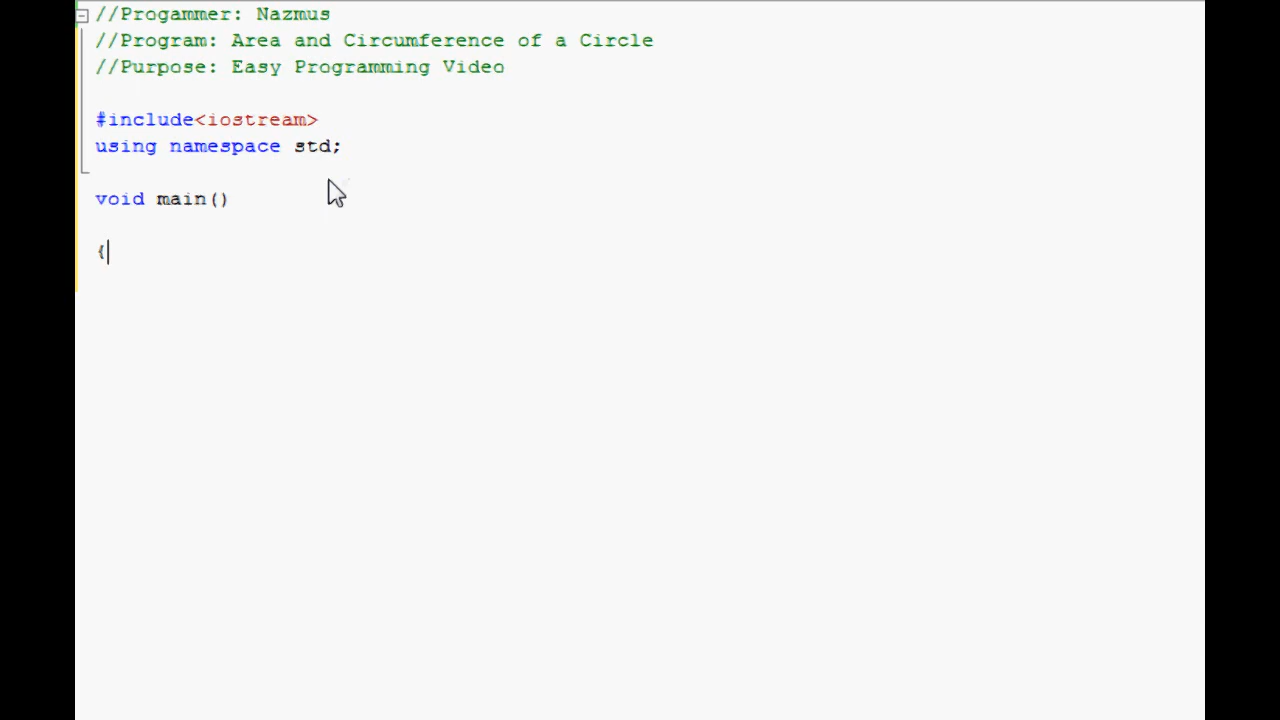 //Progammer: Nazmus
//Program: Area and Circumference of a Circle
//Purpose: Easy Programming Video
#include<iostream>
using namespace std;
void main()
{